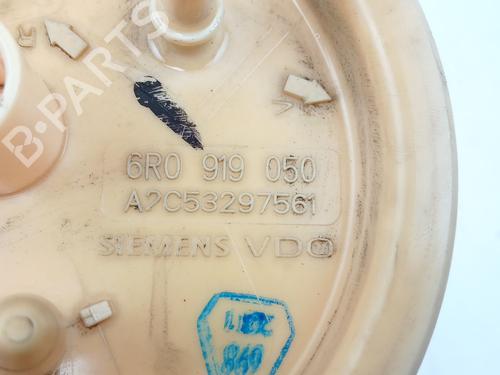 B-PARTS
6R0 919 050
A2C53297561
SIEMENS VDO